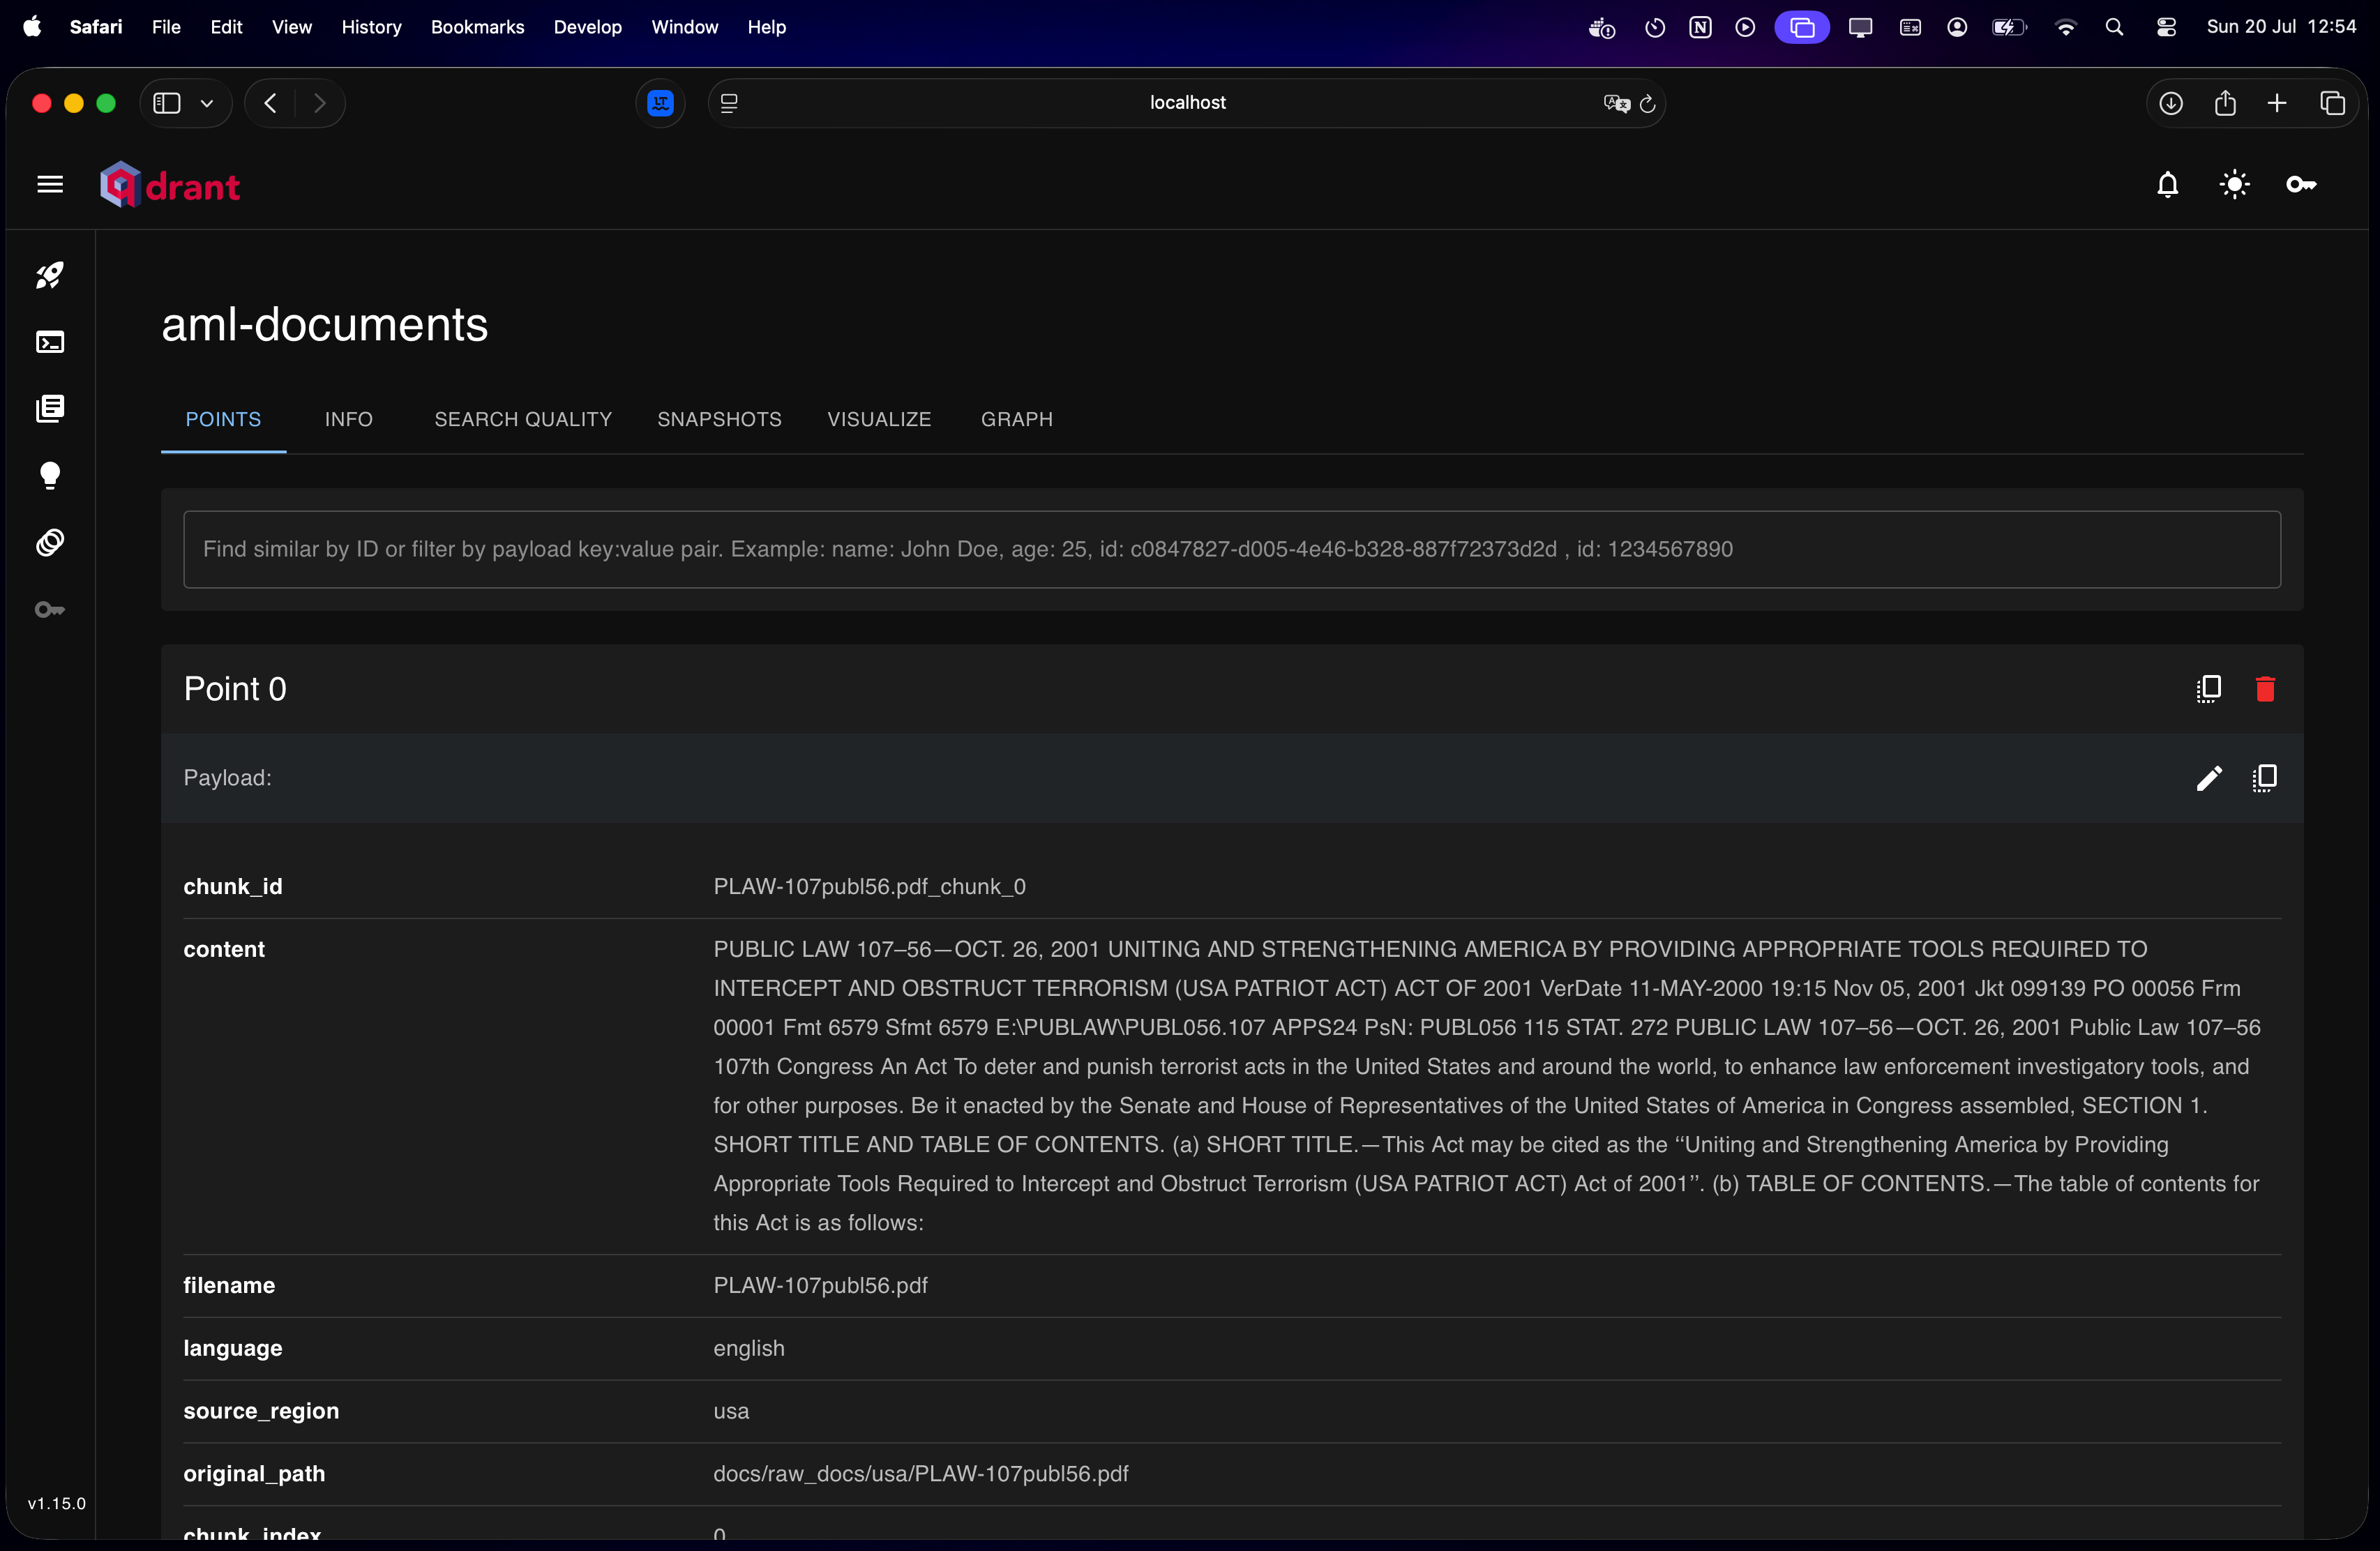 Safari File Edit View History Bookmarks Develop Window Help Sun 20 Jul 12:54
localhost
qdrant
aml-documents
POINTS INFO SEARCH QUALITY SNAPSHOTS VISUALIZE GRAPH
Find similar by ID or filter by payload key:value pair. Example: name: John Doe, age: 25, id: c0847827-d005-4e46-b328-887f72373d2d , id: 1234567890
Point 0
Payload:
chunk_id PLAW-107publ56.pdf_chunk_0
content PUBLIC LAW 107–56—OCT. 26, 2001 UNITING AND STRENGTHENING AMERICA BY PROVIDING APPROPRIATE TOOLS REQUIRED TO
INTERCEPT AND OBSTRUCT TERRORISM (USA PATRIOT ACT) ACT OF 2001 VerDate 11-MAY-2000 19:15 Nov 05, 2001 Jkt 099139 PO 00056 Frm
00001 Fmt 6579 Sfmt 6579 E:\PUBLAW\PUBL056.107 APPS24 PsN: PUBL056 115 STAT. 272 PUBLIC LAW 107–56—OCT. 26, 2001 Public Law 107–56
107th Congress An Act To deter and punish terrorist acts in the United States and around the world, to enhance law enforcement investigatory tools, and
for other purposes. Be it enacted by the Senate and House of Representatives of the United States of America in Congress assembled, SECTION 1.
SHORT TITLE AND TABLE OF CONTENTS. (a) SHORT TITLE.—This Act may be cited as the ‘‘Uniting and Strengthening America by Providing
Appropriate Tools Required to Intercept and Obstruct Terrorism (USA PATRIOT ACT) Act of 2001’’. (b) TABLE OF CONTENTS.—The table of contents for
this Act is as follows:
filename PLAW-107publ56.pdf
language english
source_region usa
original_path docs/raw_docs/usa/PLAW-107publ56.pdf
v1.15.0
chunk_index 0